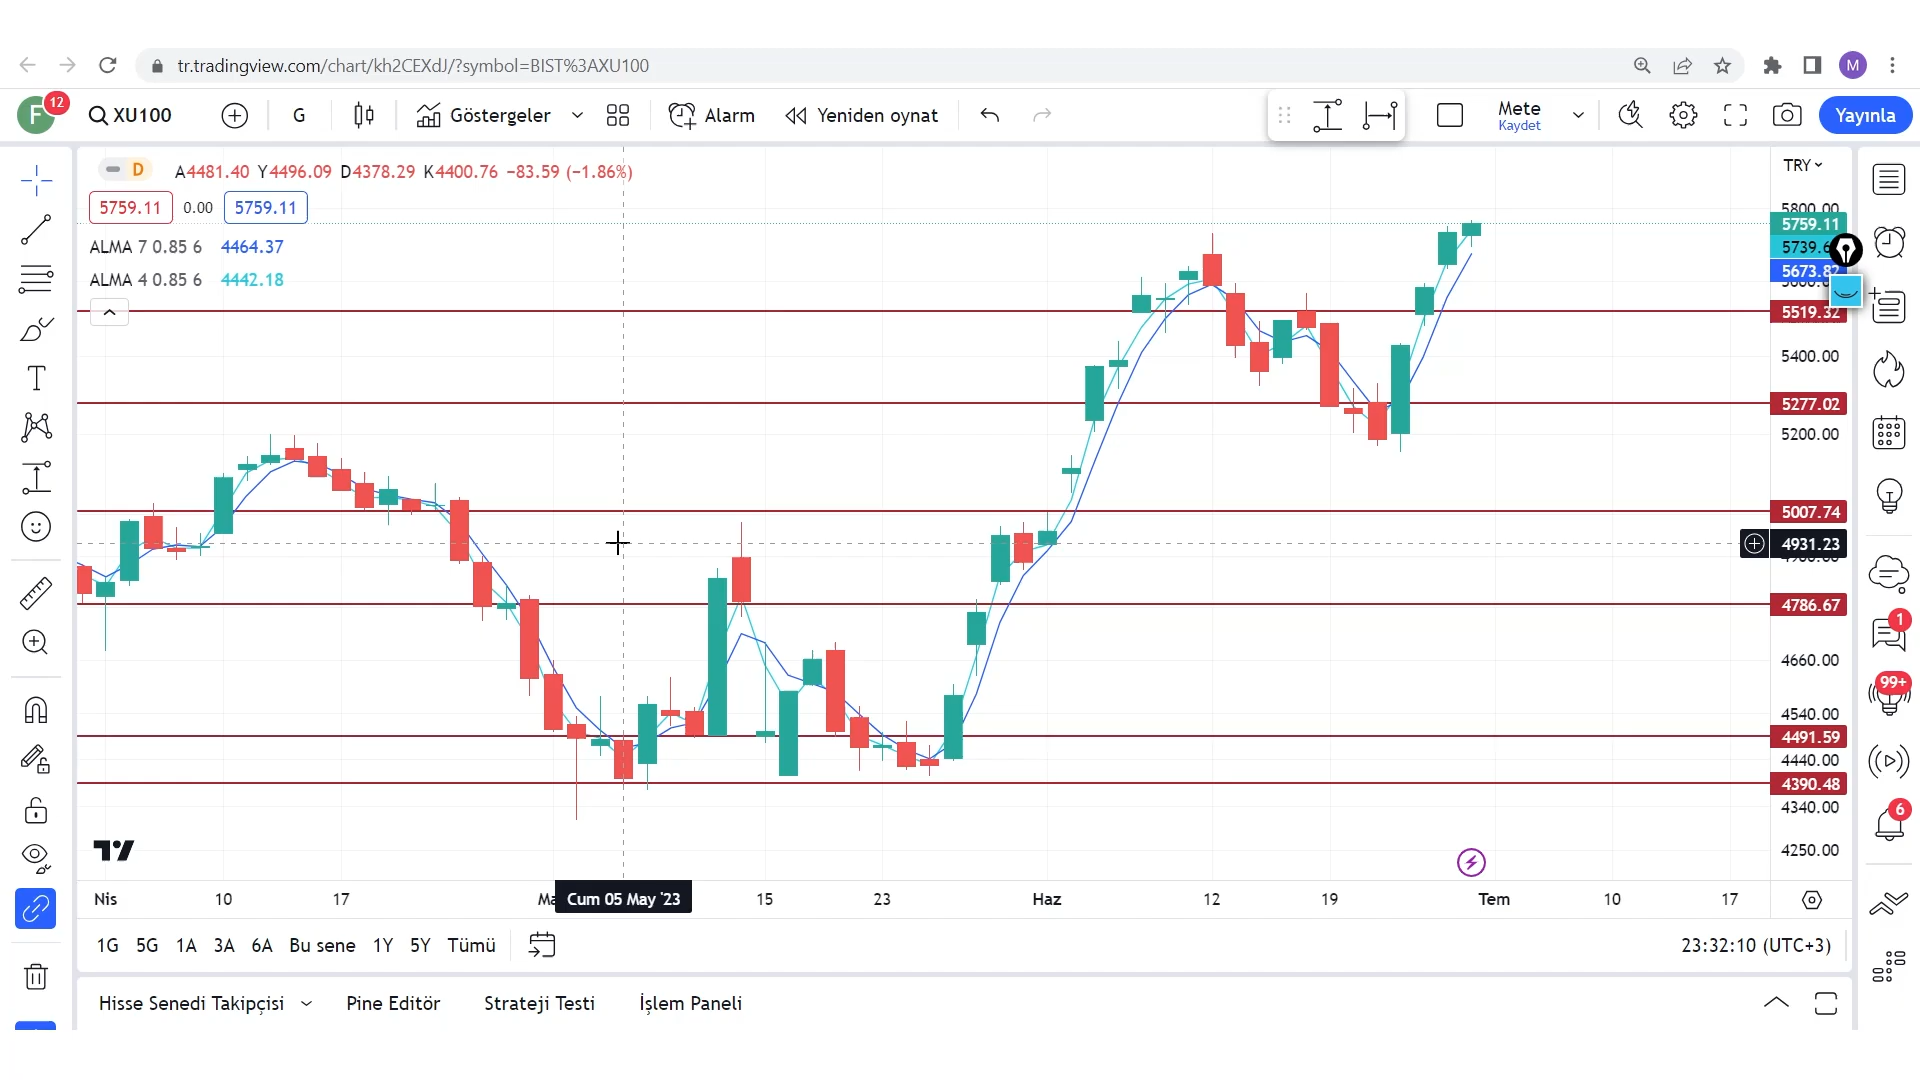 tr.tradingview.com/chart/kh2CEXdJ/?symbol=BIST%3AXU100
M
F 12
XU100
G
Göstergeler
Alarm
Yeniden oynat
Mete
Kaydet
Yayınla
D A4481.40 Y4496.09 D4378.29 K4400.76 −83.59 (−1.86%)
TRY
5759.11 0.00 5759.11
5800.00
5759.11
ALMA 7 0.85 6 4464.37
ALMA 4 0.85 6 4442.18
5519.32
5400.00
5277.02
5200.00
5007.74
4931.23
4786.67
4660.00
4540.00
4491.59
4440.00
4390.48
4340.00
4250.00
1
99+
6
Nis 10 17 Cum 05 May '23 15 23 Haz 12 19 Tem 10 17
1G 5G 1A 3A 6A Bu sene 1Y 5Y Tümü
23:32:10 (UTC+3)
Hisse Senedi Takipçisi Pine Editör Strateji Testi İşlem Paneli